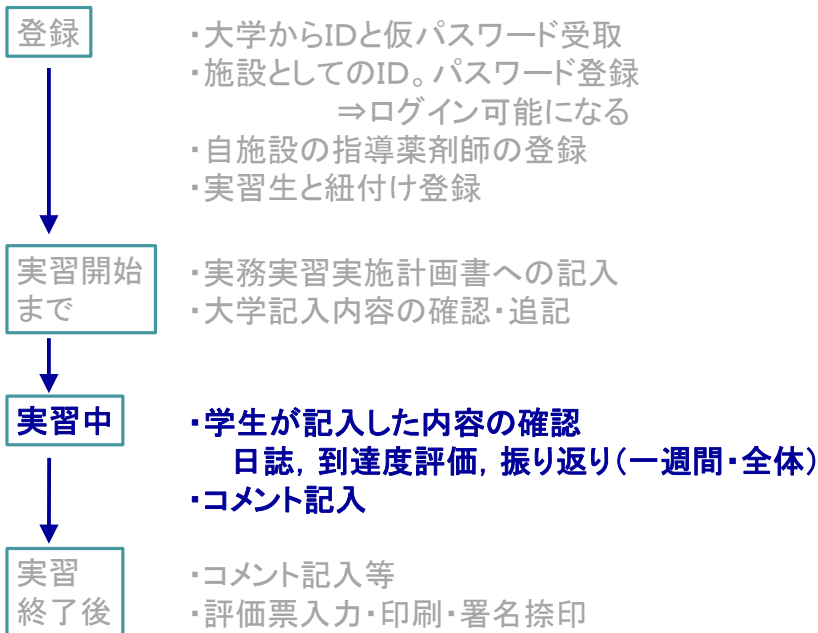 登録
・大学からIDと仮パスワード受取
・施設としてのID。パスワード登録
⇒ログイン可能になる
・自施設の指導薬剤師の登録
・実習生と紐付け登録
実習開始
まで
・実務実習実施計画書への記入
・大学記入内容の確認・追記
実習中
・学生が記入した内容の確認
日誌，到達度評価，振り返り（一週間・全体）
・コメント記入
実習
終了後
・コメント記入等
・評価票入力・印刷・署名捺印